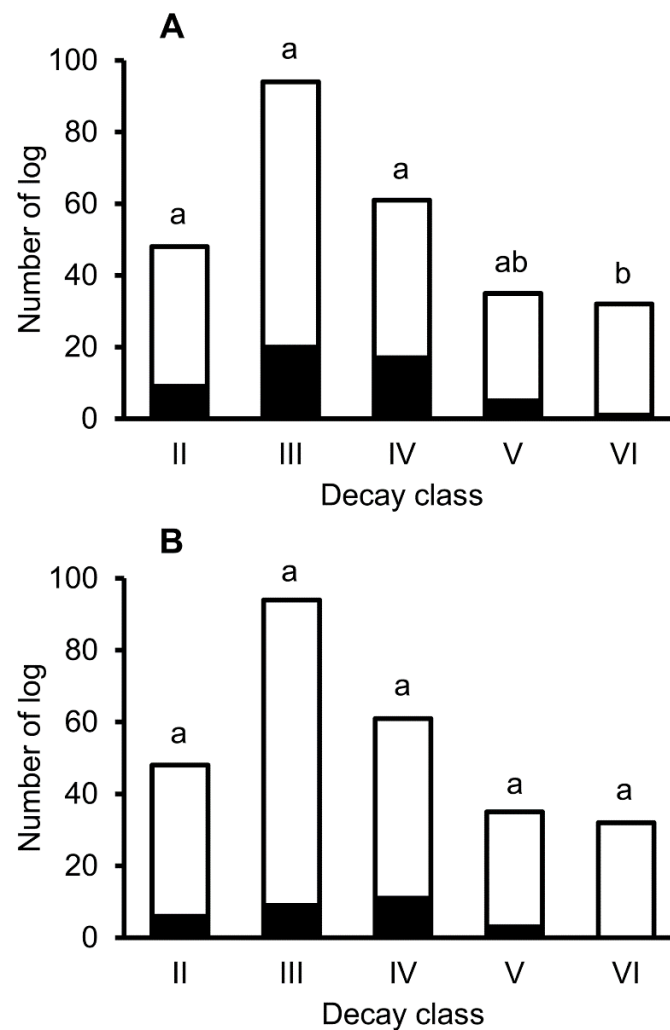 A
Number of log
100
80
60
40
20
0
a
a
a
ab
b
II III IV V VI
Decay class
B
Number of log
100
80
60
40
20
0
a
a
a
a
a
II III IV V VI
Decay class